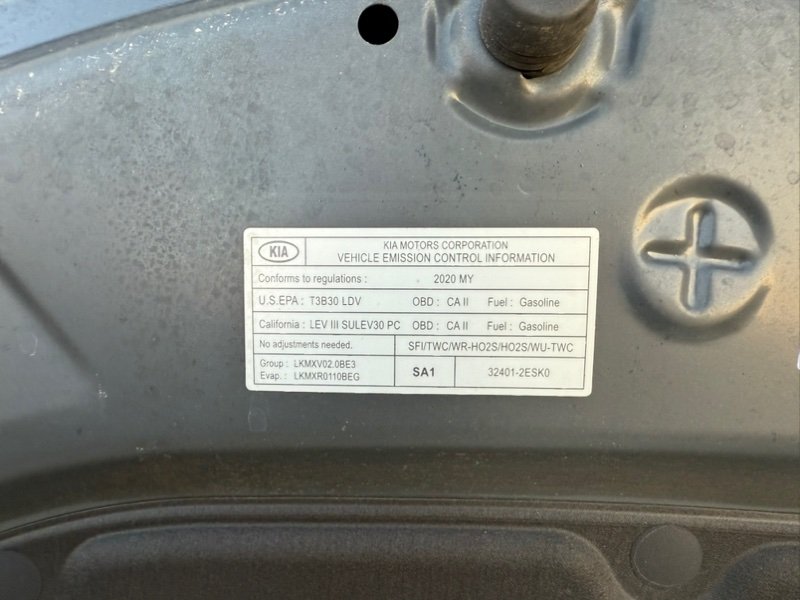 KIA
KIA MOTORS CORPORATION
VEHICLE EMISSION CONTROL INFORMATION
Conforms to regulations : 2020 MY
U.S.EPA : T3B30 LDV OBD : CA II Fuel : Gasoline
California : LEV III SULEV30 PC OBD : CA II Fuel : Gasoline
No adjustments needed. SFI/TWC/WR-HO2S/HO2S/WU-TWC
Group : LKMXV02.0BE3
Evap. : LKMXR0110BEG
SA1 32401-2ESK0